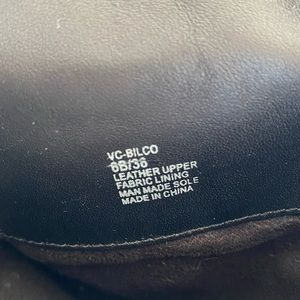 VC-BILCO
6B/36
LEATHER UPPER
FABRIC LINING
MAN MADE SOLE
MADE IN CHINA